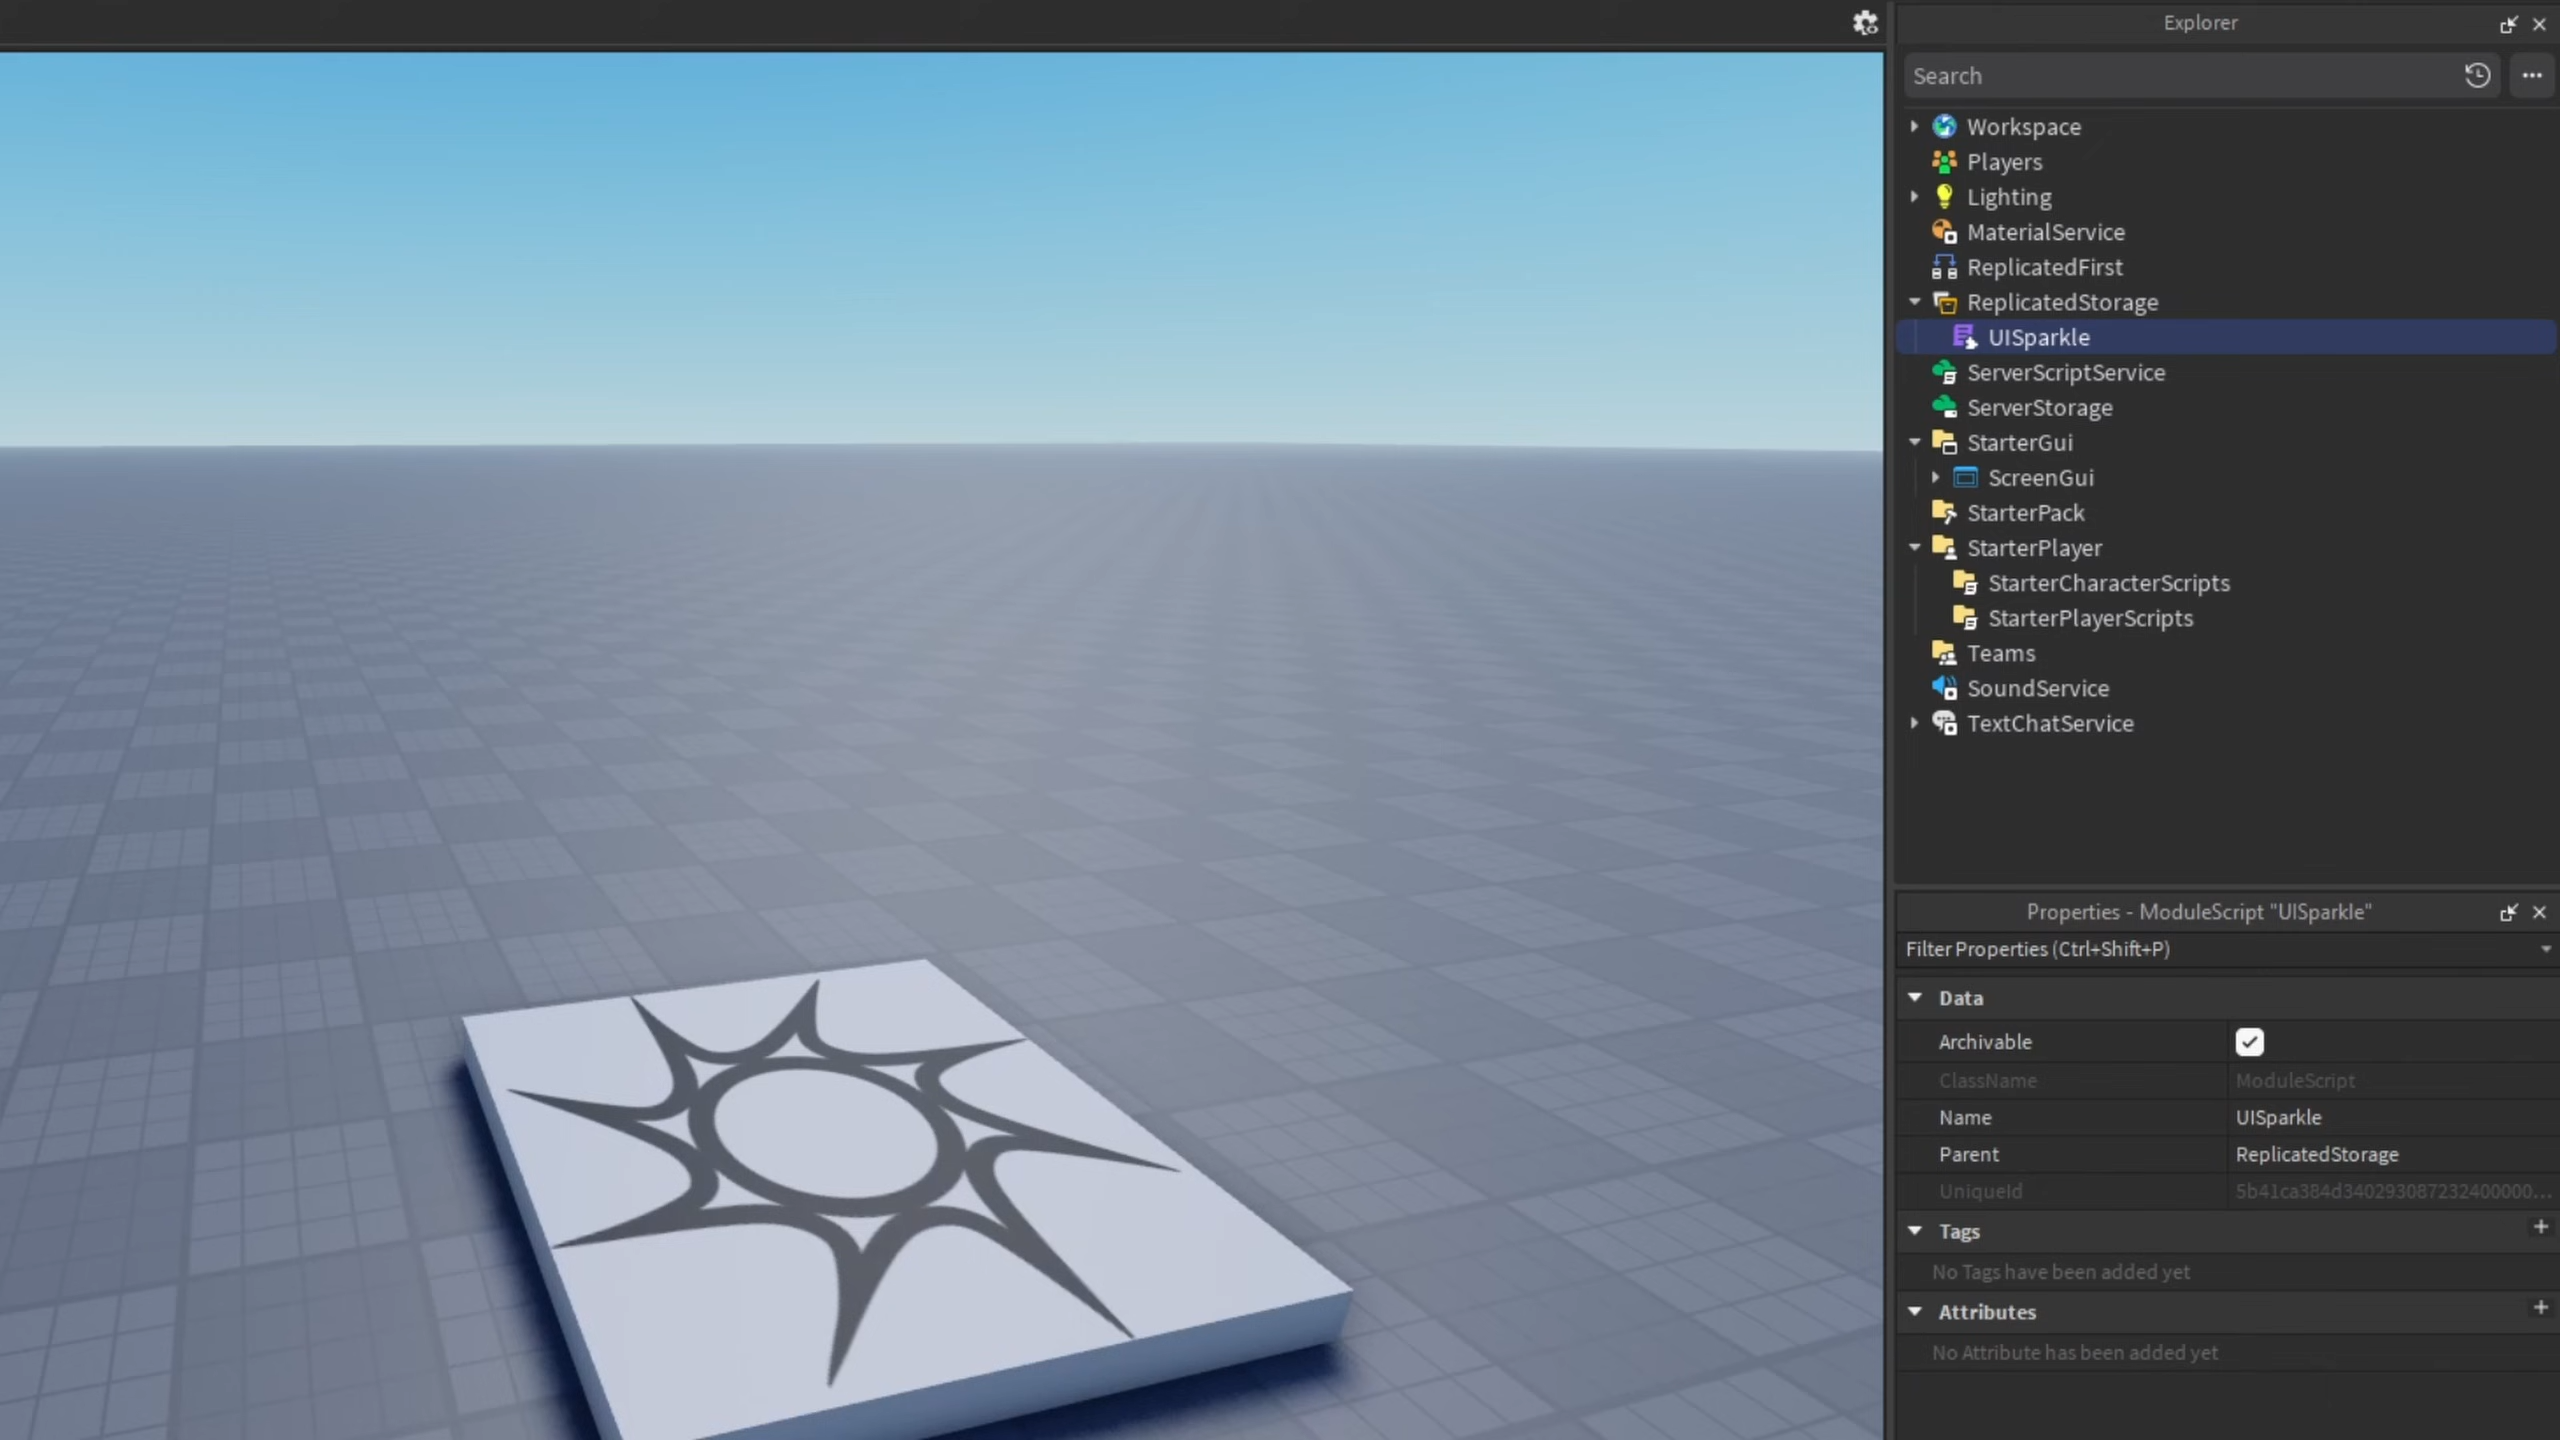 Explorer
Search
Workspace
Players
Lighting
MaterialService
ReplicatedFirst
ReplicatedStorage
UISparkle
ServerScriptService
ServerStorage
StarterGui
ScreenGui
StarterPack
StarterPlayer
StarterCharacterScripts
StarterPlayerScripts
Teams
SoundService
TextChatService
Properties - ModuleScript "UISparkle"
Filter Properties (Ctrl+Shift+P)
Data
Archivable
ClassName ModuleScript
Name UISparkle
Parent ReplicatedStorage
UniqueId 5b41ca384d340293087232400000...
Tags
No Tags have been added yet
Attributes
No Attribute has been added yet